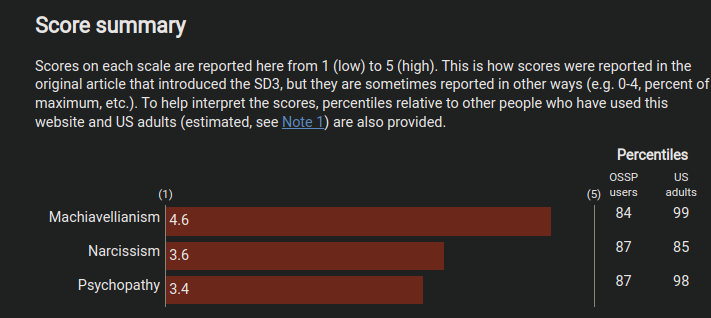 Score summary
Scores on each scale are reported here from 1 (low) to 5 (high). This is how scores were reported in the
original article that introduced the SD3, but they are sometimes reported in other ways (e.g. 0-4, percent of
maximum, etc.). To help interpret the scores, percentiles relative to other people who have used this
website and US adults (estimated, see Note 1) are also provided.
Percentiles
OSSP US
(1) (5) users adults
Machiavellianism 4.6 84 99
Narcissism 3.6 87 85
Psychopathy 3.4 87 98